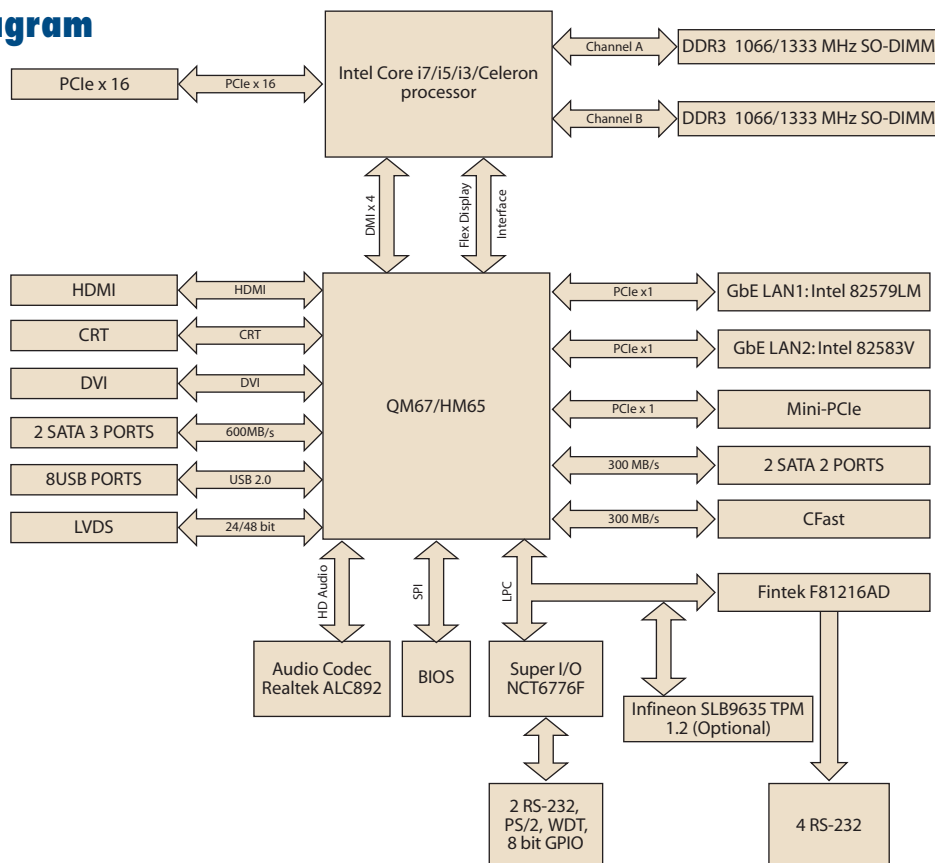 agram
PCIe x 16
PCIe x 16
Intel Core i7/i5/i3/Celeron
processor
Channel A
DDR3 1066/1333 MHz SO-DIMM
Channel B
DDR3 1066/1333 MHz SO-DIMM
DMI x 4
Flex Display
Interface
HDMI
HDMI
CRT
CRT
DVI
DVI
2 SATA 3 PORTS
600MB/s
8USB PORTS
USB 2.0
LVDS
24/48 bit
QM67/HM65
PCIe x1
GbE LAN1: Intel 82579LM
PCIe x1
GbE LAN2: Intel 82583V
PCIe x 1
Mini-PCIe
300 MB/s
2 SATA 2 PORTS
300 MB/s
CFast
HD Audio
SPI
LPC
Fintek F81216AD
Audio Codec
Realtek ALC892
BIOS
Super I/O
NCT6776F
Infineon SLB9635 TPM
1.2 (Optional)
2 RS-232,
PS/2, WDT,
8 bit GPIO
4 RS-232